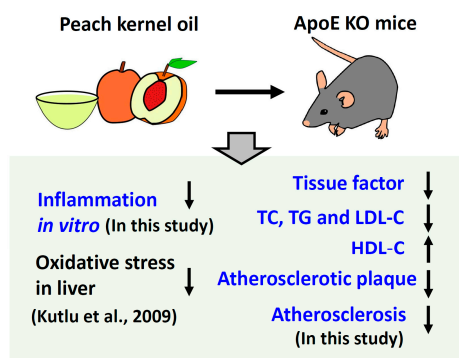 Peach kernel oil
ApoE KO mice
Inflammation
in vitro (In this study)
Oxidative stress
in liver
(Kutlu et al., 2009)
Tissue factor
TC, TG and LDL-C
HDL-C
Atherosclerotic plaque
Atherosclerosis
(In this study)